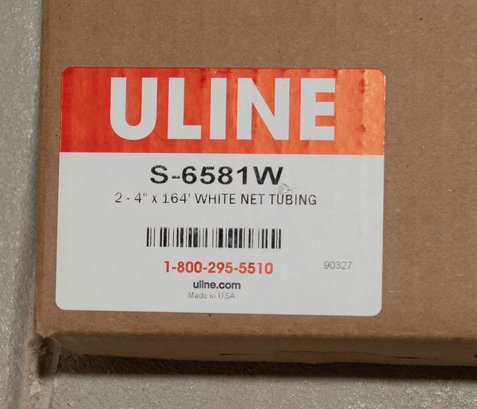 ULINE
S-6581W
2 - 4" x 164' WHITE NET TUBING
1-800-295-5510
90327
uline.com
Made in USA